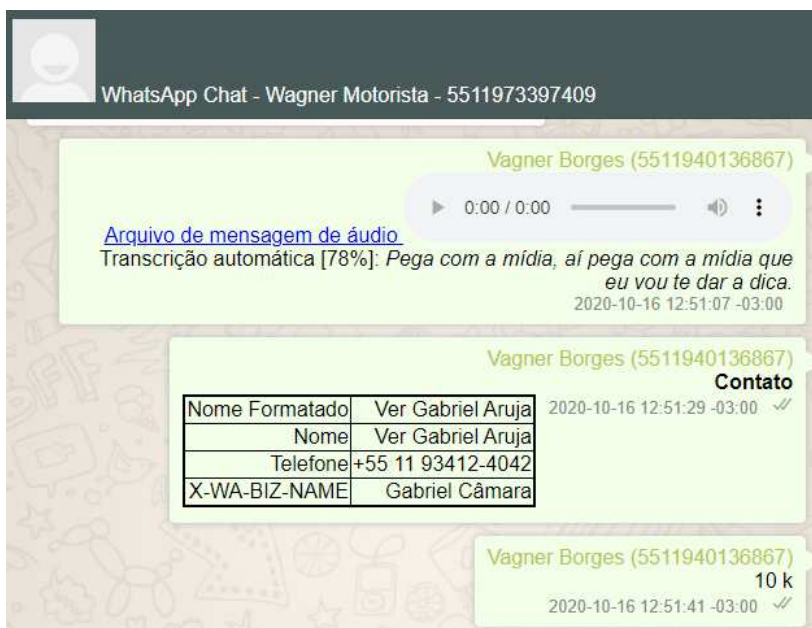 WhatsApp Chat - Wagner Motorista - 5511973397409
Vagner Borges (5511940136867)
0:00 / 0:00
Arquivo de mensagem de áudio
Transcrição automática [78%]: Pega com a mídia, aí pega com a mídia que
eu vou te dar a dica.
2020-10-16 12:51:07 -03:00
Vagner Borges (5511940136867)
Contato
Nome Formatado Ver Gabriel Aruja 2020-10-16 12:51:29 -03:00
Nome Ver Gabriel Aruja
Telefone +55 11 93412-4042
X-WA-BIZ-NAME Gabriel Câmara
Vagner Borges (5511940136867)
10 k
2020-10-16 12:51:41 -03:00